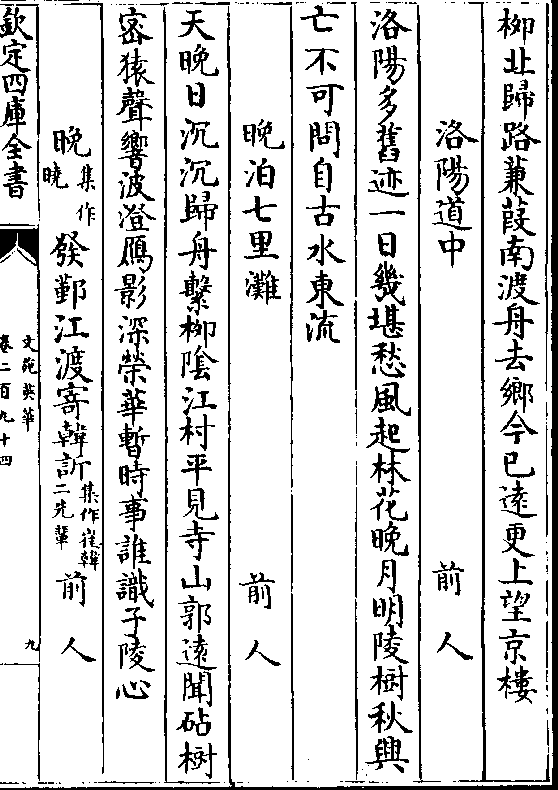 柳北歸路蒹葭南渡舟去鄉今已遠更上望京樓
洛陽道中　前人
洛陽多舊迹一日幾堪愁風起林花晚月明陵樹秋興
亡不可問自古水東流
晚泊七里灘　前人
天晚日沉沉歸舟繫柳陰江村平見寺山郭遠聞砧樹
密猿聲響波澄鴈影深榮華暫時事誰識子陵心
晚集作曉發鄞江渡寄韓訢集作崔韓二先輩　前人
欽定四庫全書
文苑英華
卷二百九十四
九